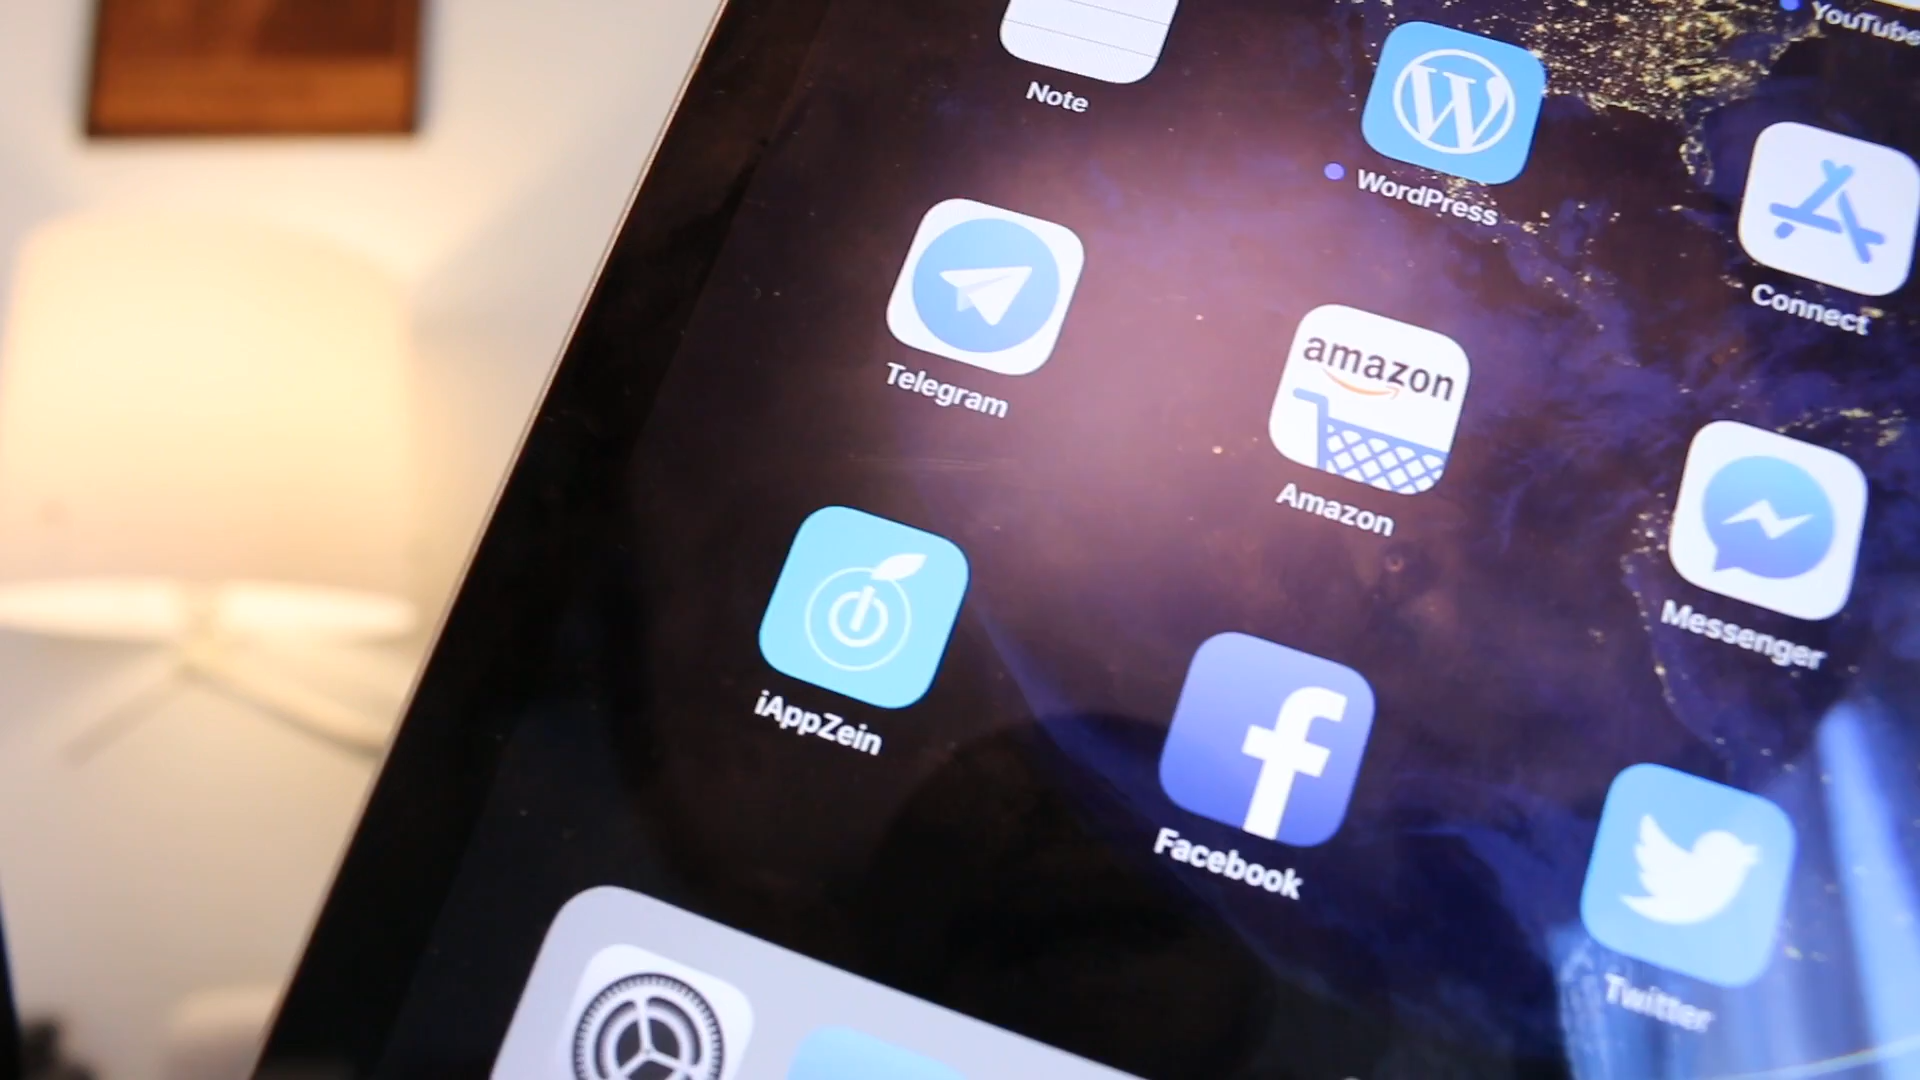 YouTube
Note
WordPress
Connect
Telegram
amazon
Amazon
Messenger
iAppZein
Facebook
Twitter